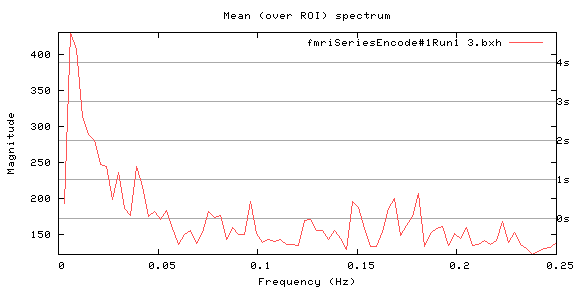 Mean (over ROI) spectrum
fmriSeriesEncode#1Run1 3.bxh
400
350
300
250
200
150
4s
3s
2s
1s
0s
Magnitude
0
0.05
0.1
0.15
0.2
0.25
Frequency (Hz)